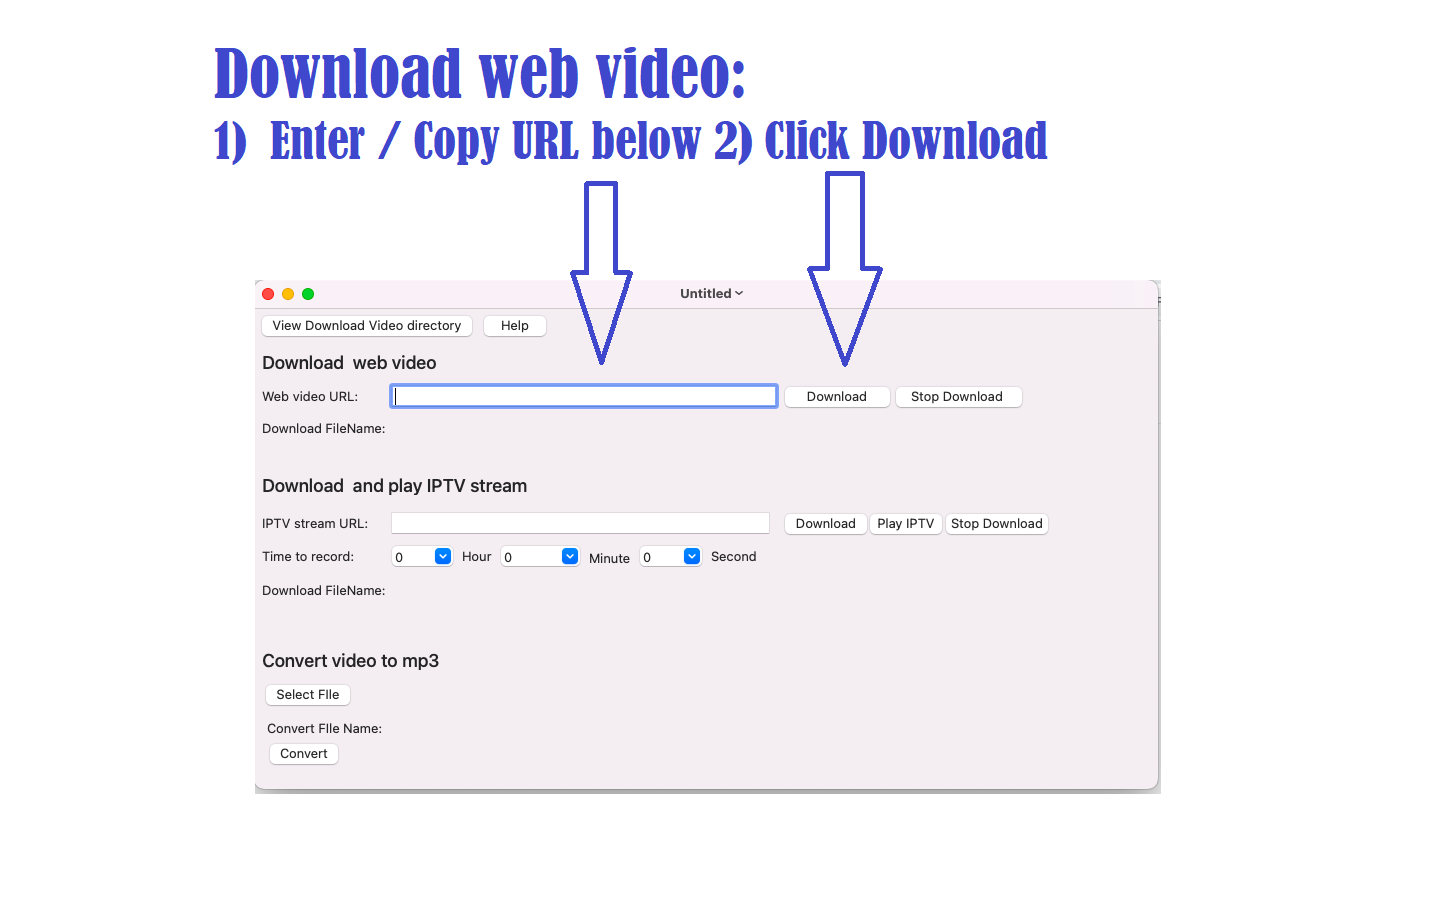 Download web video:
1) Enter / Copy URL below 2) Click Download
Untitled
View Download Video directory Help
Download web video
Web video URL: Download Stop Download
Download FileName:
Download and play IPTV stream
IPTV stream URL: Download Play IPTV Stop Download
Time to record: 0 Hour 0 Minute 0 Second
Download FileName:
Convert video to mp3
Select FIle
Convert FIle Name:
Convert